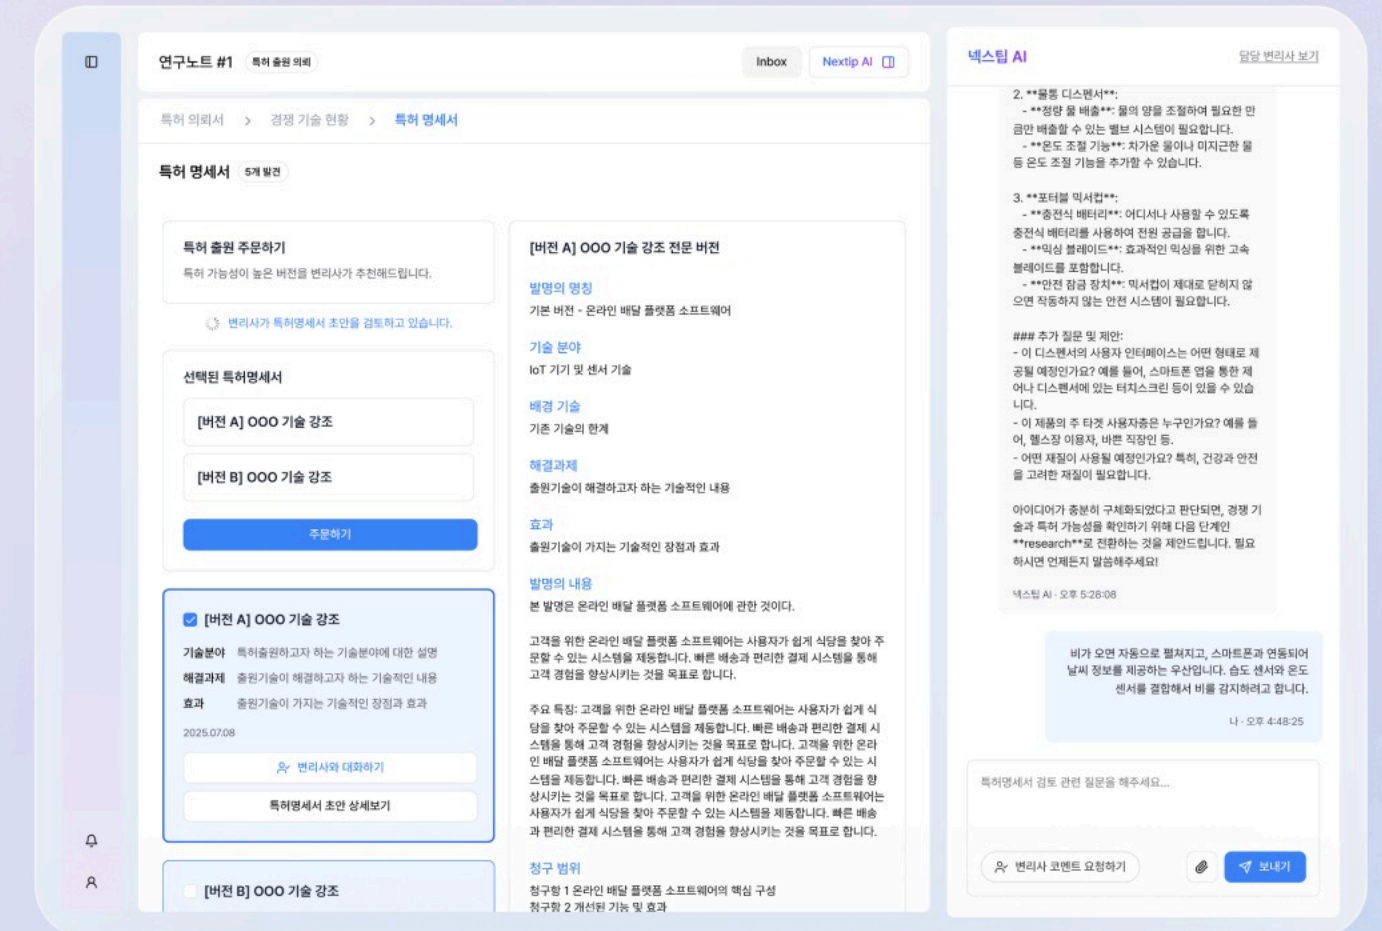 연구노트 #1 특허 출원 의뢰
Inbox
Nextip AI
특허 의뢰서 > 경쟁 기술 현황 > 특허 명세서
특허 명세서 5개 발견
특허 출원 주문하기
특허 가능성이 높은 버전을 변리사가 추천해드립니다.
변리사가 특허명세서 초안을 검토하고 있습니다.
선택된 특허명세서
[버전 A] OOO 기술 강조
[버전 B] OOO 기술 강조
주문하기
[버전 A] OOO 기술 강조
기술분야 특허출원하고자 하는 기술분야에 대한 설명
해결과제 출원기술이 해결하고자 하는 기술적인 내용
효과 출원기술이 가지는 기술적인 장점과 효과
2025.07.08
변리사와 대화하기
특허명세서 초안 상세보기
[버전 B] OOO 기술 강조
[버전 A] OOO 기술 강조 전문 버전
발명의 명칭
기본 버전 - 온라인 배달 플랫폼 소프트웨어
기술 분야
IoT 기기 및 센서 기술
배경 기술
기존 기술의 한계
해결과제
출원기술이 해결하고자 하는 기술적인 내용
효과
출원기술이 가지는 기술적인 장점과 효과
발명의 내용
본 발명은 온라인 배달 플랫폼 소프트웨어에 관한 것이다.
고객을 위한 온라인 배달 플랫폼 소프트웨어는 사용자가 쉽게 식당을 찾아 주
문할 수 있는 시스템을 제동합니다. 빠른 배송과 편리한 결제 시스템을 통해
고객 경험을 향상시키는 것을 목표로 합니다.
주요 특징: 고객을 위한 온라인 배달 플랫폼 소프트웨어는 사용자가 쉽게 식
당을 찾아 주문할 수 있는 시스템을 제동합니다. 빠른 배송과 편리한 결제 시
스템을 통해 고객 경험을 향상시키는 것을 목표로 합니다. 고객을 위한 온라
인 배달 플랫폼 소프트웨어는 사용자가 쉽게 식당을 찾아 주문할 수 있는 시
스템을 제동합니다. 빠른 배송과 편리한 결제 시스템을 통해 고객 경험을 향
상시키는 것을 목표로 합니다. 고객을 위한 온라인 배달 플랫폼 소프트웨어는
사용자가 쉽게 식당을 찾아 주문할 수 있는 시스템을 제동합니다. 빠른 배송
과 편리한 결제 시스템을 통해 고객 경험을 향상시키는 것을 목표로 합니다.
청구 범위
청구항 1 온라인 배달 플랫폼 소프트웨어의 핵심 구성
청구항 2 개선된 기능 및 효과
넥스팁 AI
담당 변리사 보기
2. **물통 디스펜서**:
- **정량 물 배출**: 물의 양을 조절하여 필요한 만
큼만 배출할 수 있는 밸브 시스템이 필요합니다.
- **온도 조절 기능**: 차가운 물이나 미지근한 물
등 온도 조절 기능을 추가할 수 있습니다.
3. **포터블 믹서컵**:
- **충전식 배터리**: 어디서나 사용할 수 있도록
충전식 배터리를 사용하여 전원 공급을 합니다.
- **믹싱 블레이드**: 효과적인 믹싱을 위한 고속
블레이드를 포함합니다.
- **안전 잠금 장치**: 믹서컵이 제대로 닫히지 않
으면 작동하지 않는 안전 시스템이 필요합니다.
### 추가 질문 및 제안:
- 이 디스펜서의 사용자 인터페이스는 어떤 형태로 제
공될 예정인가요? 예를 들어, 스마트폰 앱을 통한 제
어나 디스펜서에 있는 터치스크린 등이 있을 수 있습
니다.
- 이 제품의 주 타겟 사용자층은 누구인가요? 예를 들
어, 헬스장 이용자, 바쁜 직장인 등.
- 어떤 재질이 사용될 예정인가요? 특히, 건강과 안전
을 고려한 재질이 필요합니다.
아이디어가 충분히 구체화되었다고 판단되면, 경쟁 기
술과 특허 가능성을 확인하기 위해 다음 단계인
**research**로 전환하는 것을 제안드립니다. 필요
하시면 언제든지 말씀해주세요!
넥스팁 AI · 오후 5:28:08
비가 오면 자동으로 펼쳐지고, 스마트폰과 연동되어
날씨 정보를 제공하는 우산입니다. 습도 센서와 온도
센서를 결합해서 비를 감지하려고 합니다.
나 · 오후 4:48:25
특허명세서 검토 관련 질문을 해주세요...
변리사 코멘트 요청하기
보내기